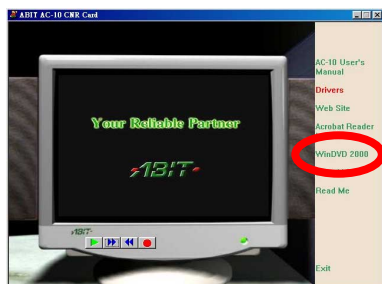 ABIT AC-10 CNR Card
Your Reliable Partner
ABIT
ABIT
AC-10 User's
Manual
Drivers
Web Site
Acrobat Reader
WinDVD 2000
Read Me
Exit